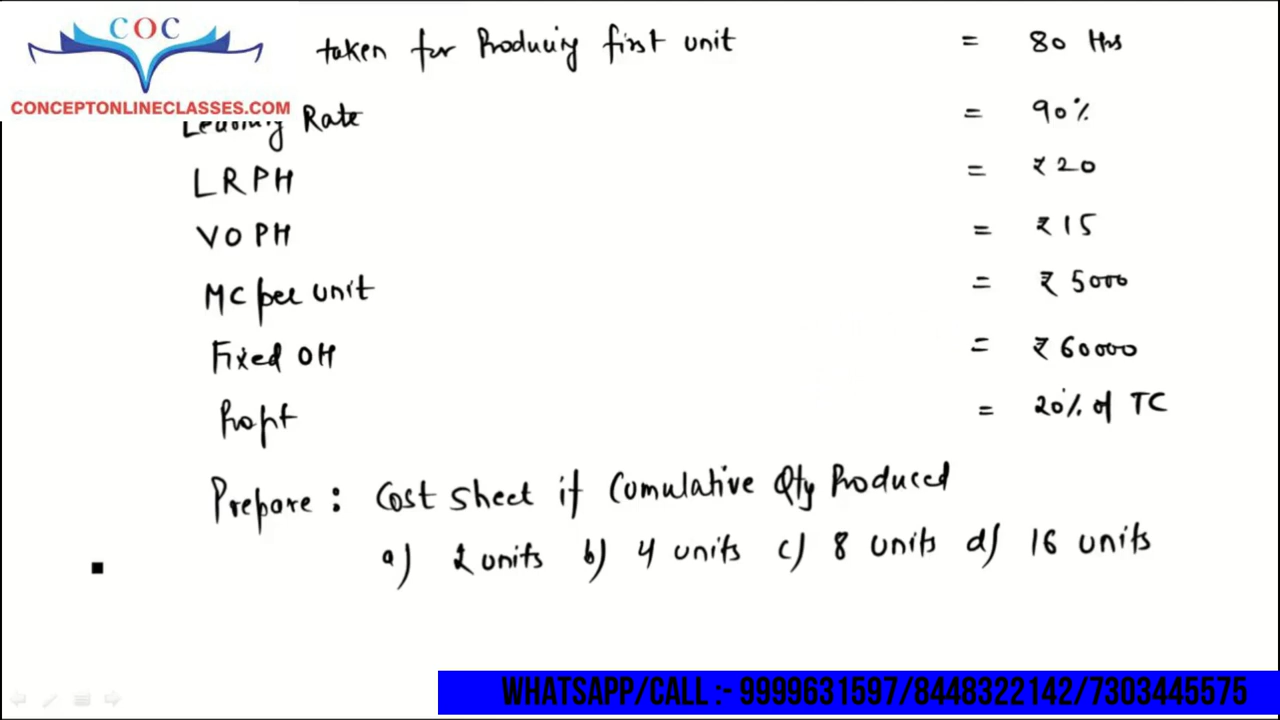 COC
CONCEPTONLINECLASSES.COM
taken for Producing first unit = 80 Hrs
Learning Rate = 90%
LRPH = ₹20
VOPH = ₹15
MC per unit = ₹5000
Fixed OH = ₹60000
Profit = 20% of TC
Prepare : Cost Sheet if Cumulative Qty Produced
a) 2 units b) 4 units c) 8 units d) 16 units
WHATSAPP/CALL :- 9999631597/8448322142/7303445575